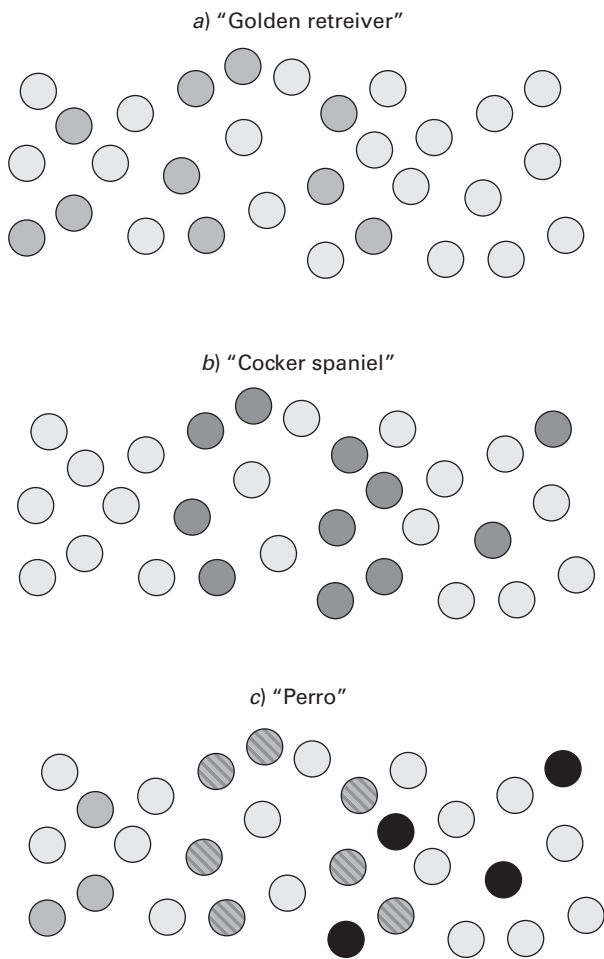 a) “Golden retreiver”
b) “Cocker spaniel”
c) “Perro”